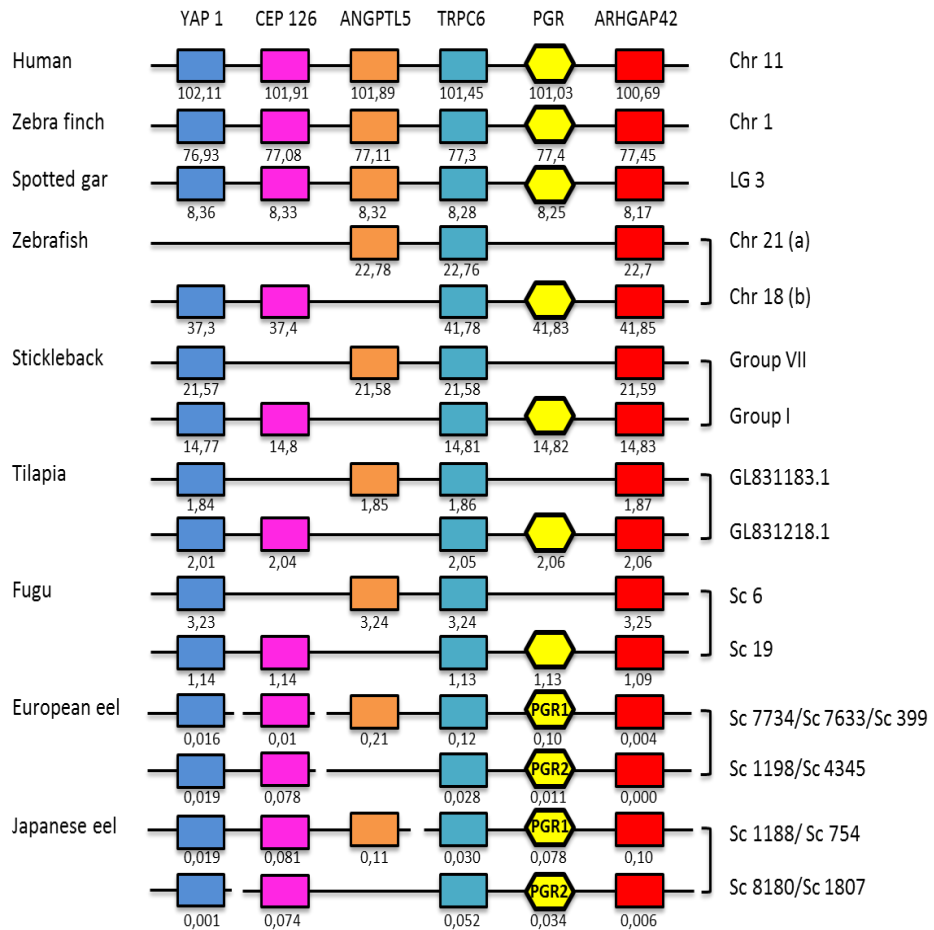 YAP 1 CEP 126 ANGPTL5 TRPC6 PGR ARHGAP42
Human Chr 11
102,11 101,91 101,89 101,45 101,03 100,69
Zebra finch Chr 1
76,93 77,08 77,11 77,3 77,4 77,45
Spotted gar LG 3
8,36 8,33 8,32 8,28 8,25 8,17
Zebrafish Chr 21 (a)
22,78 22,76 22,7
Chr 18 (b)
37,3 37,4 41,78 41,83 41,85
Stickleback Group VII
21,57 21,58 21,58 21,59
Group I
14,77 14,8 14,81 14,82 14,83
Tilapia GL831183.1
1,84 1,85 1,86 1,87
GL831218.1
2,01 2,04 2,05 2,06 2,06
Fugu Sc 6
3,23 3,24 3,24 3,25
Sc 19
1,14 1,14 1,13 1,13 1,09
European eel PGR1 Sc 7734/Sc 7633/Sc 399
0,016 0,01 0,21 0,12 0,10 0,004
PGR2 Sc 1198/Sc 4345
0,019 0,078 0,028 0,011 0,000
Japanese eel PGR1 Sc 1188/ Sc 754
0,019 0,081 0,11 0,030 0,078 0,10
PGR2 Sc 8180/Sc 1807
0,001 0,074 0,052 0,034 0,006